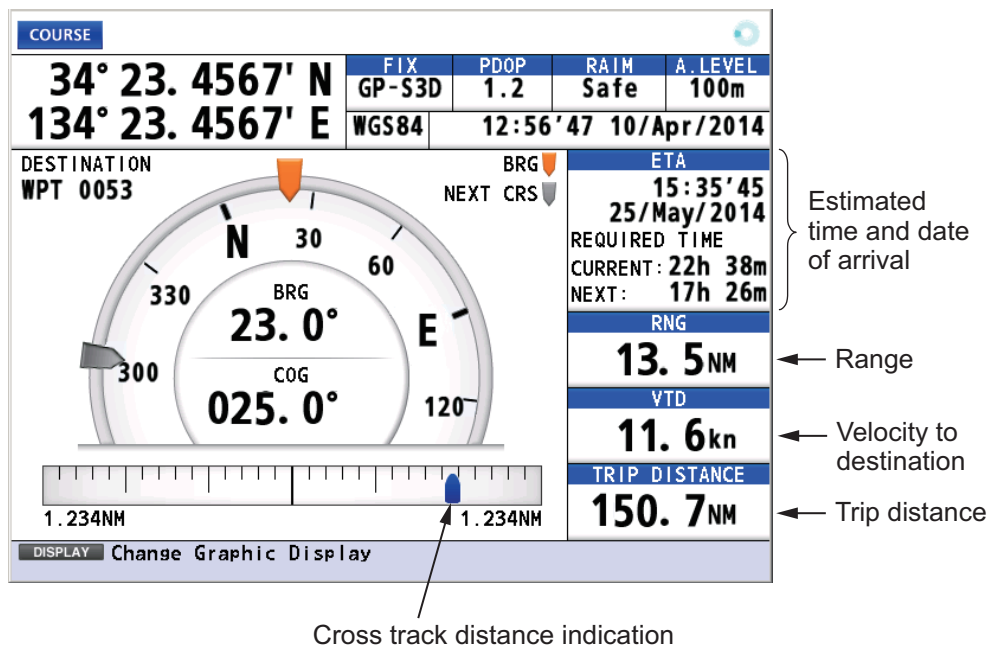 COURSE
34° 23. 4567' N
134° 23. 4567' E
FIX
GP-S3D
PDOP
1.2
RAIM
Safe
A.LEVEL
100m
WGS84
12:56'47 10/Apr/2014
DESTINATION
WPT 0053
BRG
NEXT CRS
N
30
60
E
120
330
300
BRG
23. 0°
COG
025. 0°
1.234NM
1.234NM
ETA
15:35'45
25/May/2014
REQUIRED TIME
CURRENT: 22h 38m
NEXT: 17h 26m
RNG
13. 5NM
VTD
11. 6kn
TRIP DISTANCE
150. 7NM
Estimated
time and date
of arrival
Range
Velocity to
destination
Trip distance
DISPLAY Change Graphic Display
Cross track distance indication